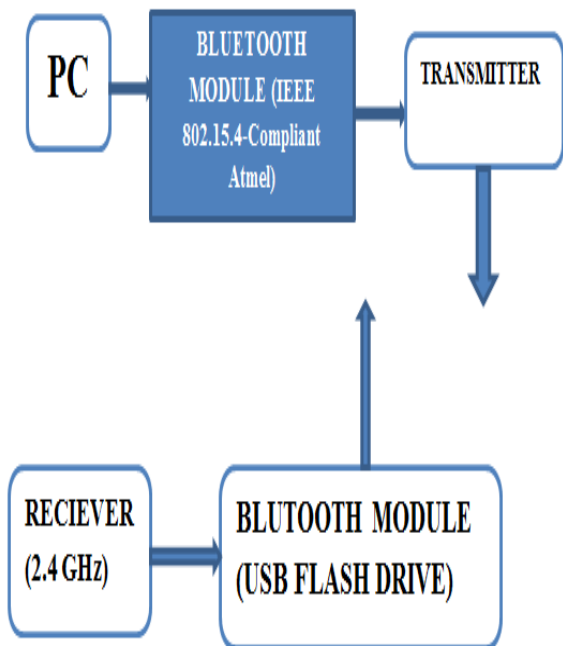 PC
BLUETOOTH
MODULE (IEEE
802.15.4-Compliant
Atmel)
TRANSMITTER
RECIEVER
(2.4 GHz)
BLUTOOTH MODULE
(USB FLASH DRIVE)